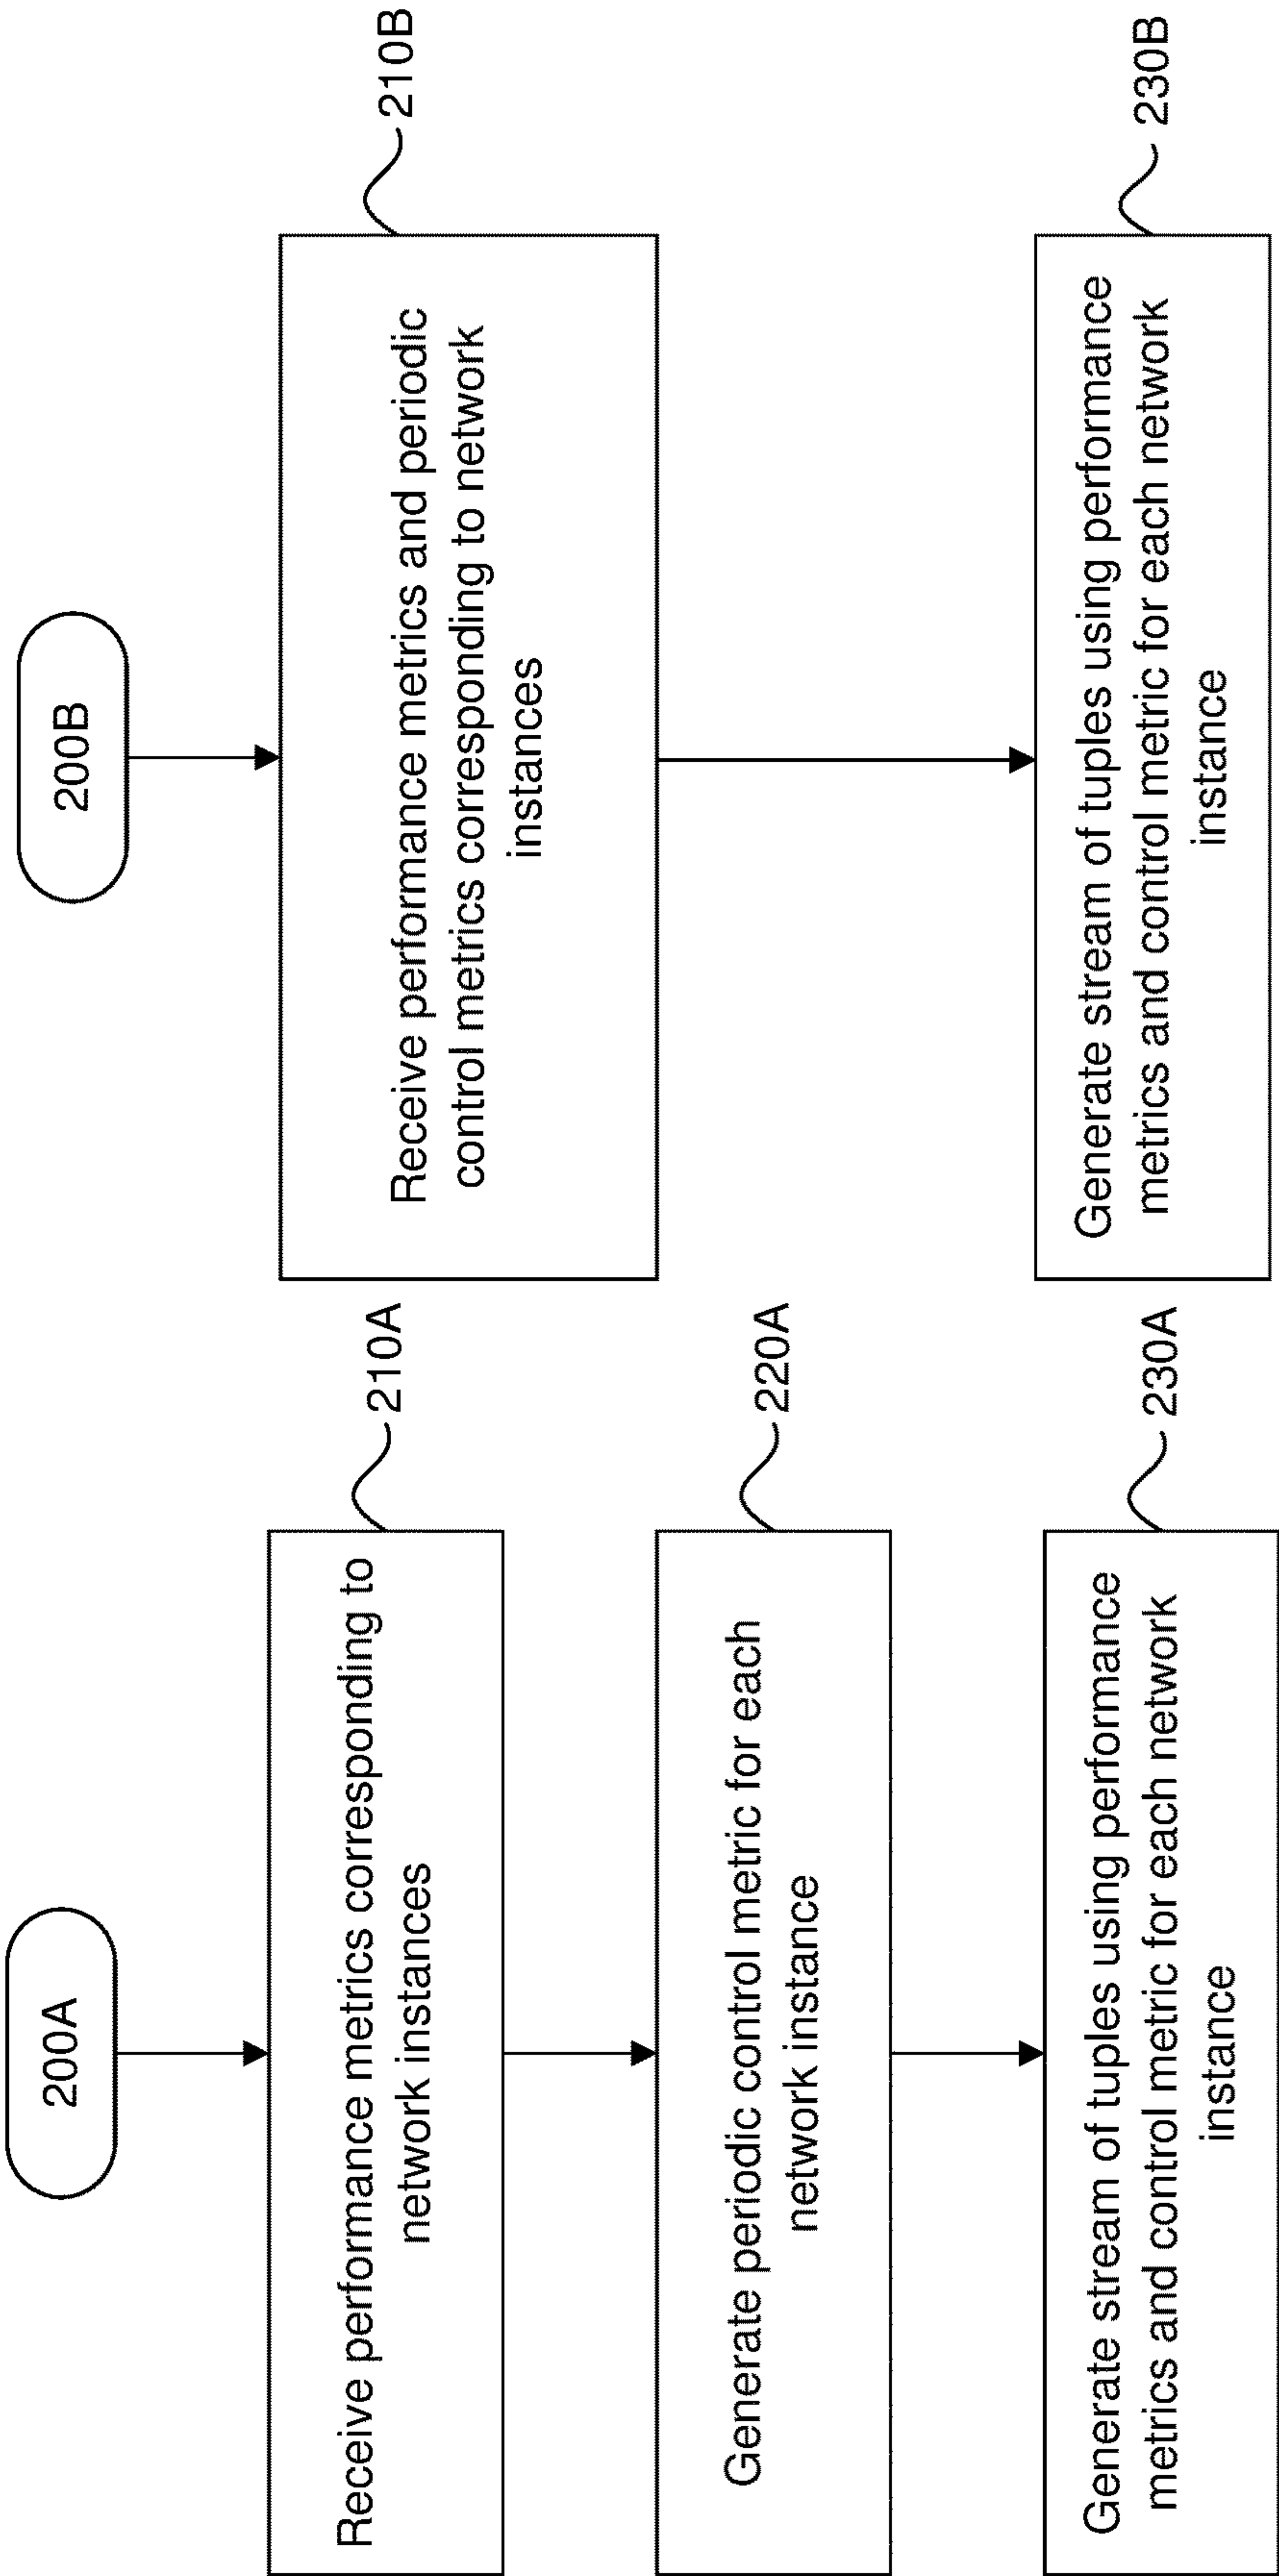 200A
Receive performance metrics corresponding to
network instances
210A
Generate periodic control metric for each
network instance
220A
Generate stream of tuples using performance
metrics and control metric for each network
instance
230A
200B
Receive performance metrics and periodic
control metrics corresponding to network
instances
210B
Generate stream of tuples using performance
metrics and control metric for each network
instance
230B